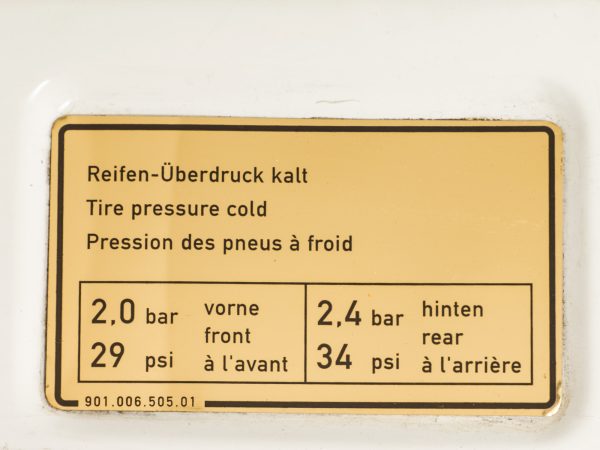 Reifen-Überdruck kalt
Tire pressure cold
Pression des pneus à froid
2,0 bar vorne
front
29 psi à l'avant
2,4 bar hinten
rear
34 psi à l'arrière
901.006.505.01